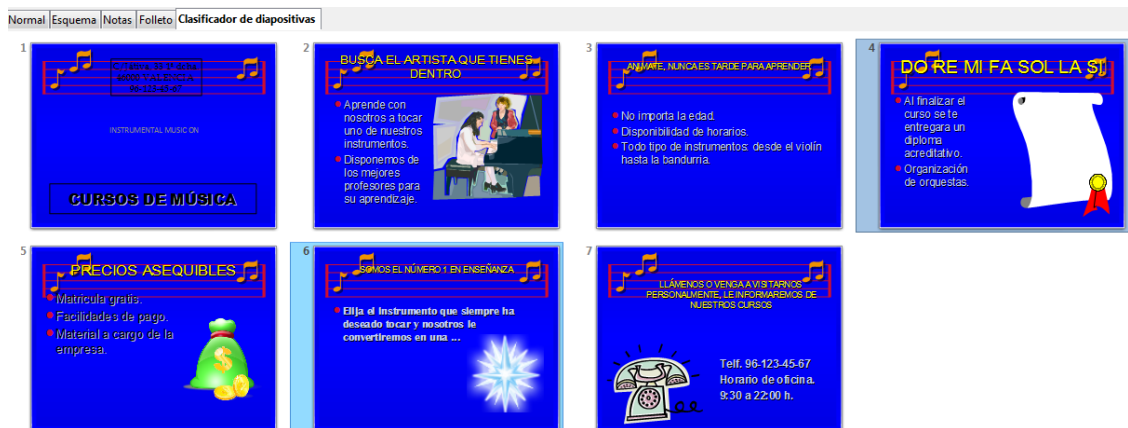 Normal Esquema Notas Folleto Clasificador de diapositivas
1
46000 VALENCIA
96-123-45-67
INSTRUMENTAL MUSIC ON
CURSOS DE MÚSICA
2
BUSCA EL ARTISTA QUE TIENES
DENTRO
Aprende con
nosotros a tocar
uno de nuestros
instrumentos.
Disponemos de
los mejores
profesores para
su aprendizaje.
3
ANÍMATE, NUNCA ES TARDE PARA APRENDER
No importa la edad.
Disponibilidad de horarios.
Todo tipo de instrumentos: desde el violín
hasta la bandurria.
4
DO RE MI FA SOL LA SI
Al finalizar el
curso se te
entregara un
diploma
acreditativo.
Organización
de orquestas.
5
PRECIOS ASEQUIBLES
Matricula gratis.
Facilidades de pago.
Material a cargo de la
empresa.
6
SOMOS EL NÚMERO 1 EN ENSEÑANZA
Elija el instrumento que siempre ha
deseado tocar y nosotros le
convertiremos en una ...
7
LLÁMENOS O VENGA A VISITARNOS
PERSONALMENTE, LE INFORMAREMOS DE
NUESTROS CURSOS
Telf. 96-123-45-67
Horario de oficina.
9:30 a 22:00 h.